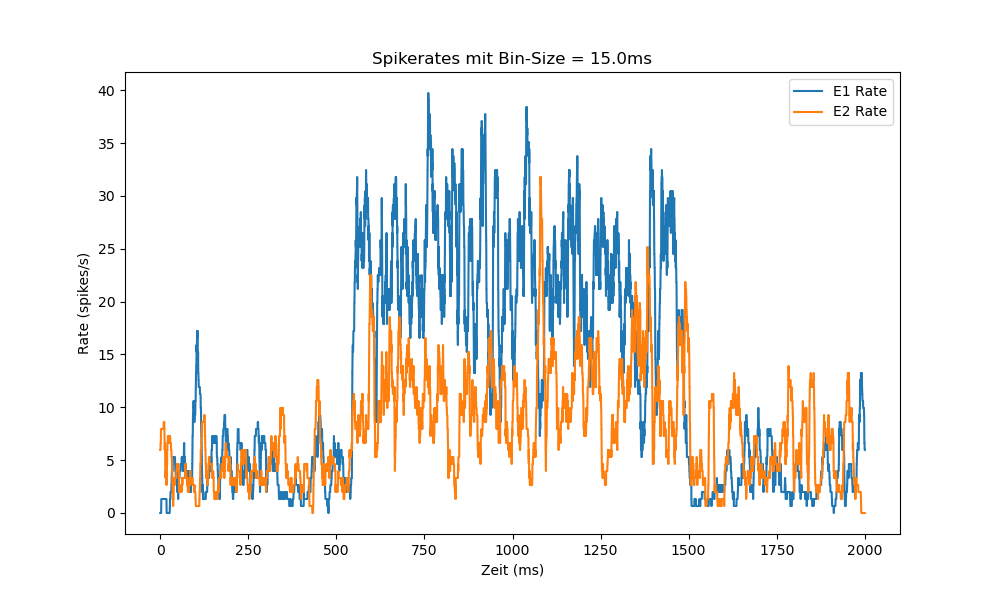 Spikerates mit Bin-Size = 15.0ms
E1 Rate
E2 Rate
40
35
30
25
20
15
10
5
0
Rate (spikes/s)
0 250 500 750 1000 1250 1500 1750 2000
Zeit (ms)